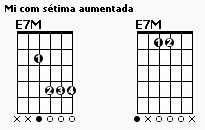 Mi com sétima aumentada
E7M E7M
1 1 2
2 3 4
X X ● O O O ● X O O O O